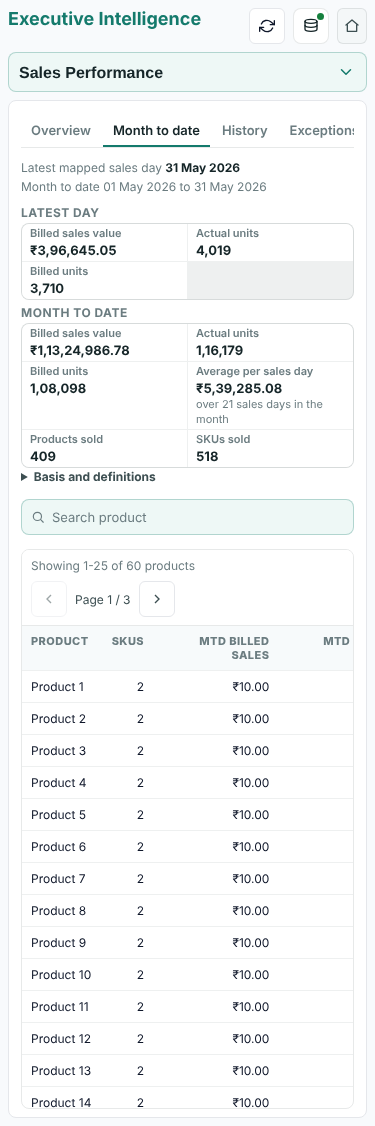 Executive Intelligence
Sales Performance
Overview Month to date History Exceptions
Latest mapped sales day 31 May 2026
Month to date 01 May 2026 to 31 May 2026
LATEST DAY
Billed sales value Actual units
₹3,96,645.05 4,019
Billed units
3,710
MONTH TO DATE
Billed sales value Actual units
₹1,13,24,986.78 1,16,179
Billed units Average per sales day
1,08,098 ₹5,39,285.08
over 21 sales days in the
month
Products sold SKUs sold
409 518
Basis and definitions
Search product
Showing 1-25 of 60 products
Page 1 / 3
PRODUCT SKUS MTD BILLED MTD
SALES
Product 1 2 ₹10.00
Product 2 2 ₹10.00
Product 3 2 ₹10.00
Product 4 2 ₹10.00
Product 5 2 ₹10.00
Product 6 2 ₹10.00
Product 7 2 ₹10.00
Product 8 2 ₹10.00
Product 9 2 ₹10.00
Product 10 2 ₹10.00
Product 11 2 ₹10.00
Product 12 2 ₹10.00
Product 13 2 ₹10.00
Product 14 2 ₹10.00